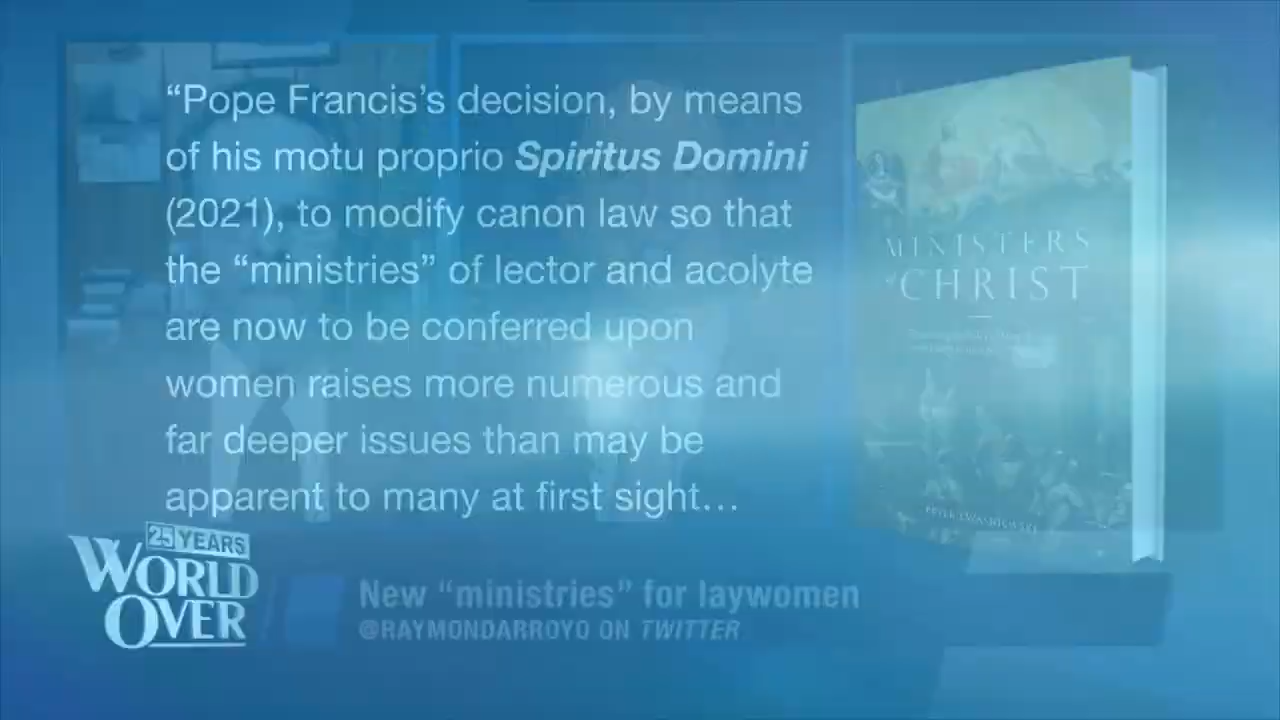 “Pope Francis’s decision, by means
of his motu proprio Spiritus Domini
(2021), to modify canon law so that
the “ministries” of lector and acolyte
are now to be conferred upon
women raises more numerous and
far deeper issues than may be
apparent to many at first sight…
MINISTERS
of CHRIST
PETER KWASNIEWSKI
25 YEARS
WORLD
OVER
New “ministries” for laywomen
@RAYMONDARROYO ON TWITTER